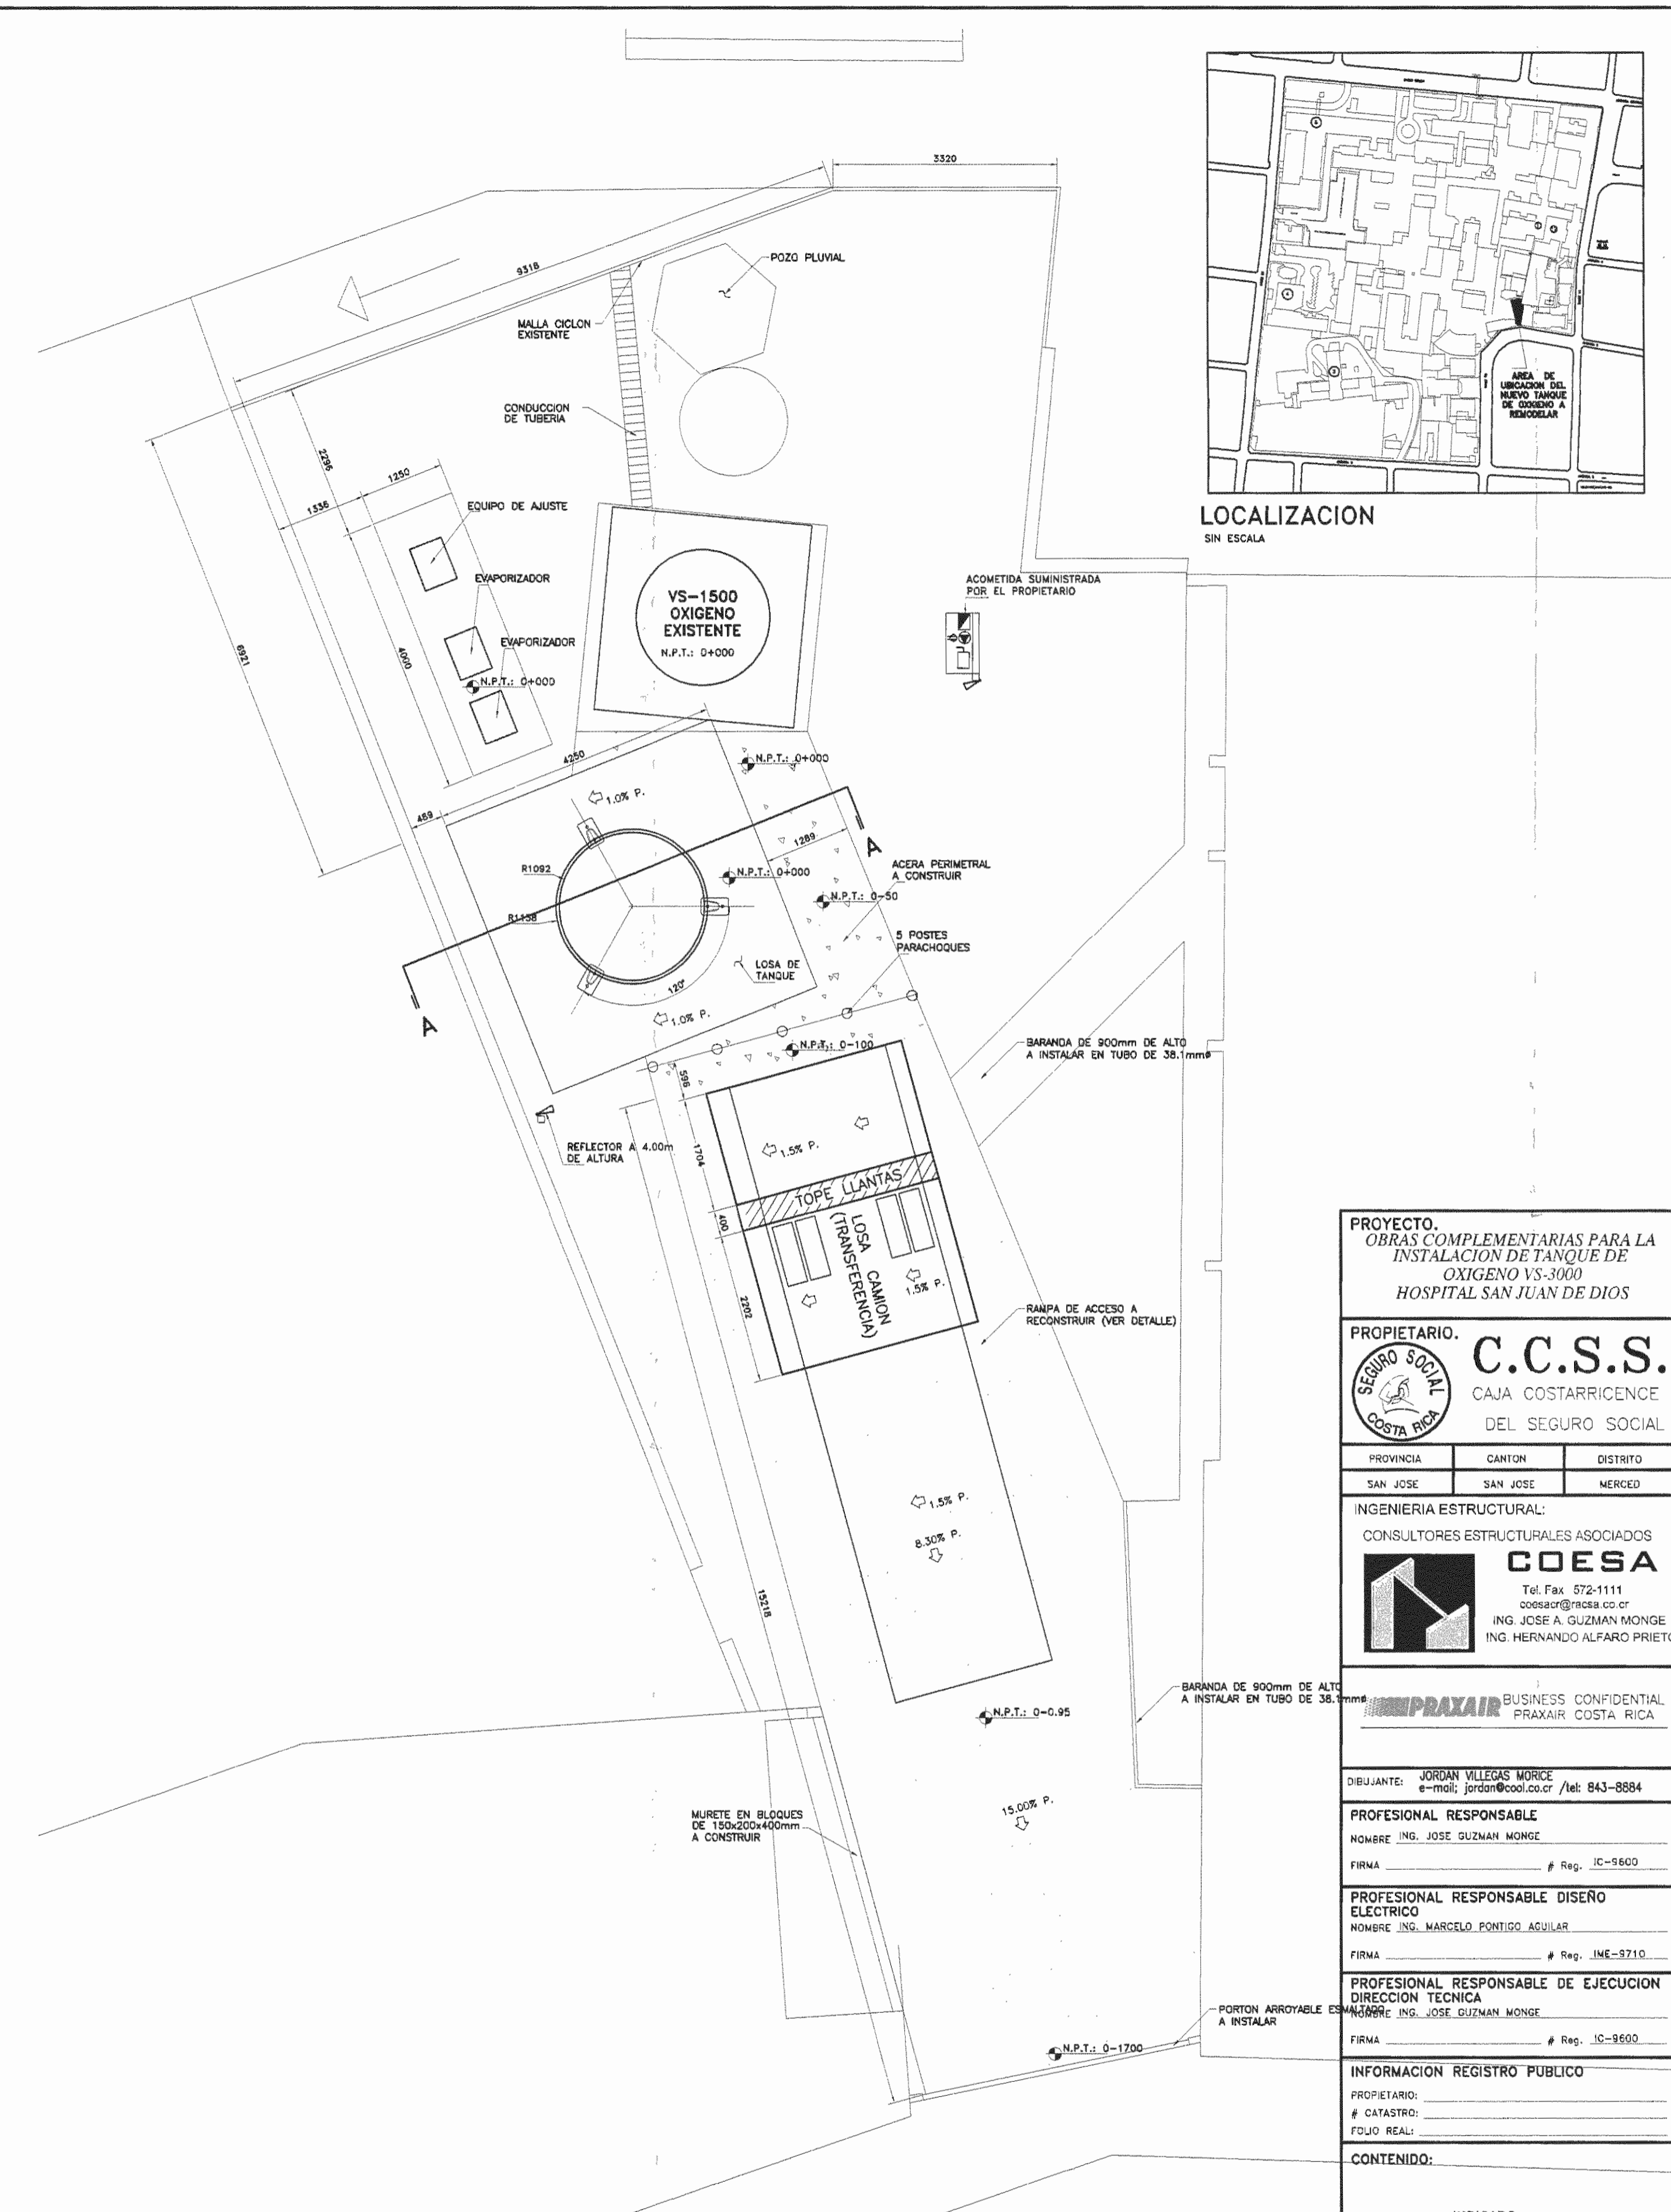 3320
9318
POZO PLUVIAL
MALLA CICLON
EXISTENTE
CONDUCCION
DE TUBERIA
2296
1250
1336
EQUIPO DE AJUSTE
EVAPORIZADOR
EVAPORIZADOR
N.P.T.: 0+000
6921
4000
VS-1500
OXIGENO
EXISTENTE
N.P.T.: 0+000
ACOMETIDA SUMINISTRADA
POR EL PROPIETARIO
4250
N.P.T.: 0+000
1.0% P.
469
1289
A
R1092
N.P.T.: 0+000
ACERA PERIMETRAL
A CONSTRUIR
N.P.T.: 0-50
R1158
5 POSTES
PARACHOQUES
LOSA DE
TANQUE
120°
1.0% P.
A
N.P.T.: 0-100
BARANDA DE 900mm DE ALTO
A INSTALAR EN TUBO DE 38.1mmø
596
REFLECTOR A 4.00m
DE ALTURA
1704
1.5% P.
TOPE LLANTAS
400
LOSA CAMION
(TRANSFERENCIA)
1.5% P.
2202
RAMPA DE ACCESO A
RECONSTRUIR (VER DETALLE)
1.5% P.
8.30% P.
15218
BARANDA DE 900mm DE ALTO
A INSTALAR EN TUBO DE 38.1mmø
N.P.T.: 0-0.95
15.00% P.
MURETE EN BLOQUES
DE 150x200x400mm
A CONSTRUIR
PORTON ARROYABLE ESMALTADO
A INSTALAR
N.P.T.: 0-1700
AREA DE
UBICACION DEL
NUEVO TANQUE
DE OXIGENO A
REMODELAR
LOCALIZACION
SIN ESCALA
PROYECTO.
OBRAS COMPLEMENTARIAS PARA LA
INSTALACION DE TANQUE DE
OXIGENO VS-3000
HOSPITAL SAN JUAN DE DIOS
PROPIETARIO.
SEGURO SOCIAL
COSTA RICA
C.C.S.S.
CAJA COSTARRICENCE
DEL SEGURO SOCIAL
PROVINCIA CANTON DISTRITO
SAN JOSE SAN JOSE MERCED
INGENIERIA ESTRUCTURAL:
CONSULTORES ESTRUCTURALES ASOCIADOS
COESA
Tel. Fax 572-1111
coesacr@racsa.co.cr
ING. JOSE A. GUZMAN MONGE
ING. HERNANDO ALFARO PRIETO
PRAXAIR
BUSINESS CONFIDENTIAL
PRAXAIR COSTA RICA
DIBUJANTE: JORDAN VILLEGAS MORICE
e-mail; jordan@cool.co.cr /tel: 843-8884
PROFESIONAL RESPONSABLE
NOMBRE ING. JOSE GUZMAN MONGE
FIRMA # Reg. IC-9600
PROFESIONAL RESPONSABLE DISEÑO
ELECTRICO
NOMBRE ING. MARCELO PONTIGO AGUILAR
FIRMA # Reg. IME-9710
PROFESIONAL RESPONSABLE DE EJECUCION
DIRECCION TECNICA
NOMBRE ING. JOSE GUZMAN MONGE
FIRMA # Reg. IC-9600
INFORMACION REGISTRO PUBLICO
PROPIETARIO:
# CATASTRO:
FOLIO REAL:
CONTENIDO: